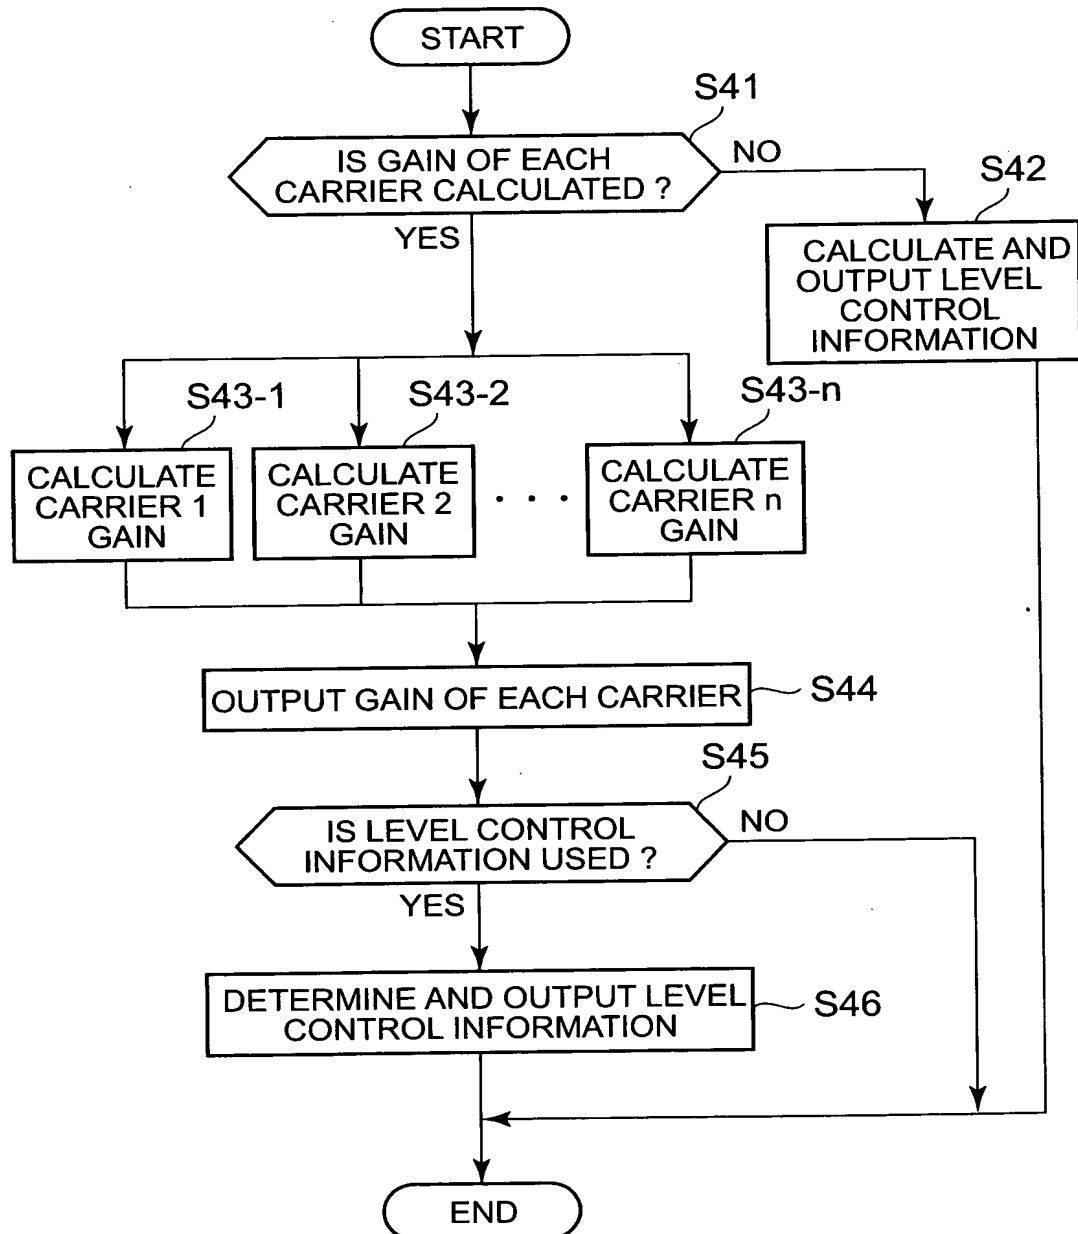 START
S41
IS GAIN OF EACH
CARRIER CALCULATED ?
NO
YES
S42
CALCULATE AND
OUTPUT LEVEL
CONTROL
INFORMATION
S43-1
CALCULATE
CARRIER 1
GAIN
S43-2
CALCULATE
CARRIER 2
GAIN
. . .
S43-n
CALCULATE
CARRIER n
GAIN
OUTPUT GAIN OF EACH CARRIER
S44
S45
IS LEVEL CONTROL
INFORMATION USED ?
NO
YES
DETERMINE AND OUTPUT LEVEL
CONTROL INFORMATION
S46
END